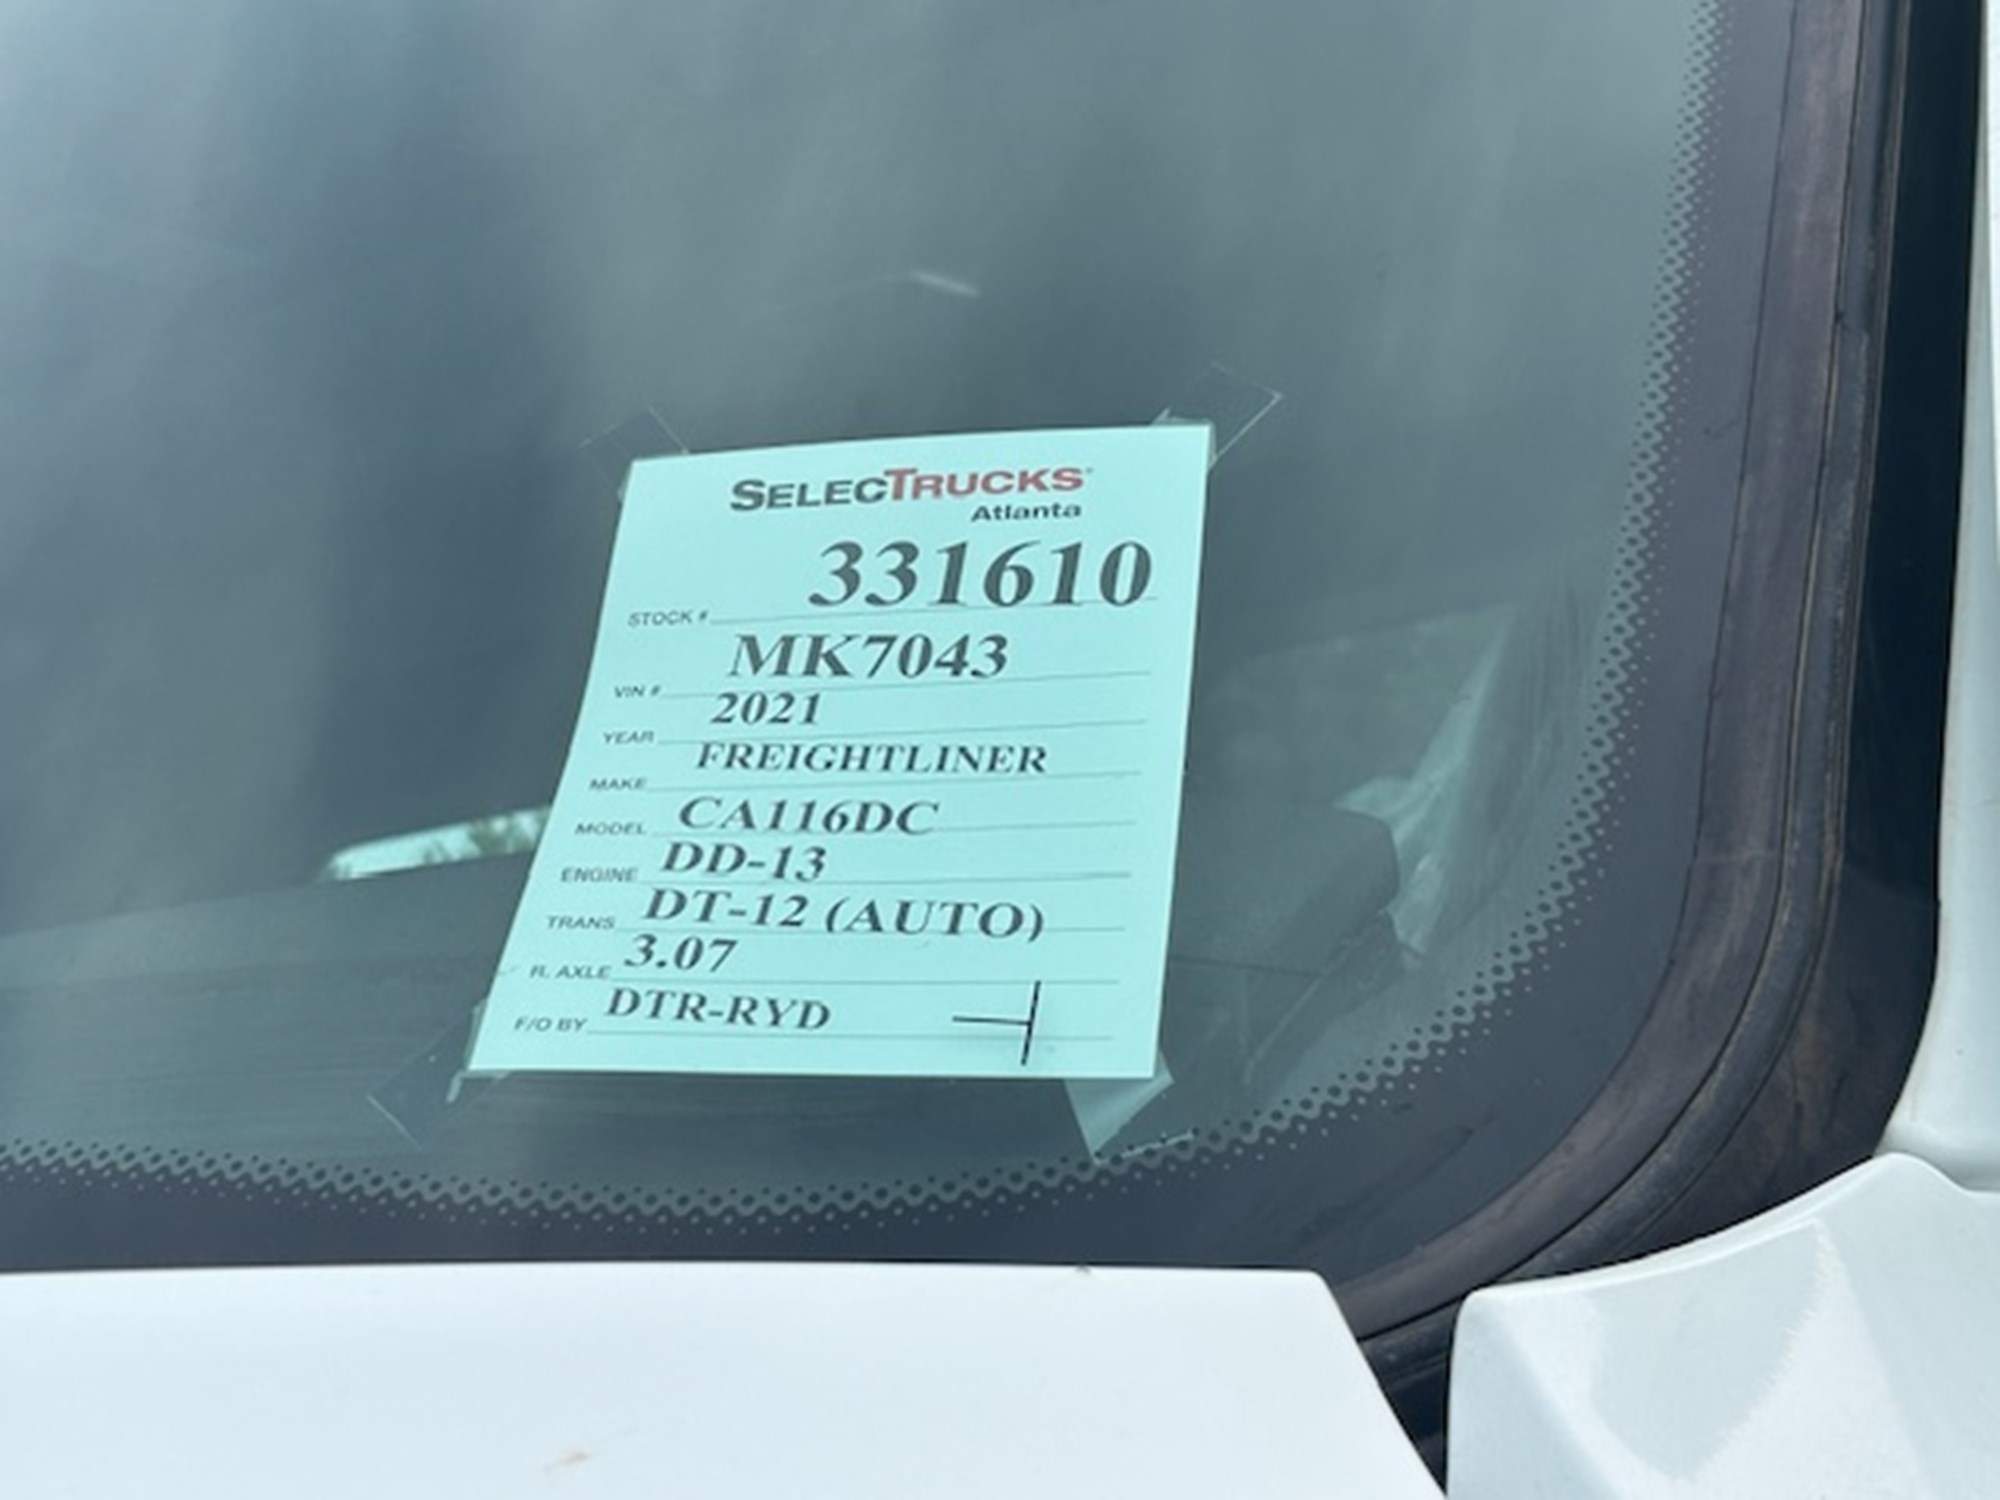 SELECTRUCKS
Atlanta
STOCK # 331610
VIN # MK7043
YEAR 2021
MAKE FREIGHTLINER
MODEL CA116DC
ENGINE DD-13
TRANS DT-12 (AUTO)
R. AXLE 3.07
F/O BY DTR-RYD